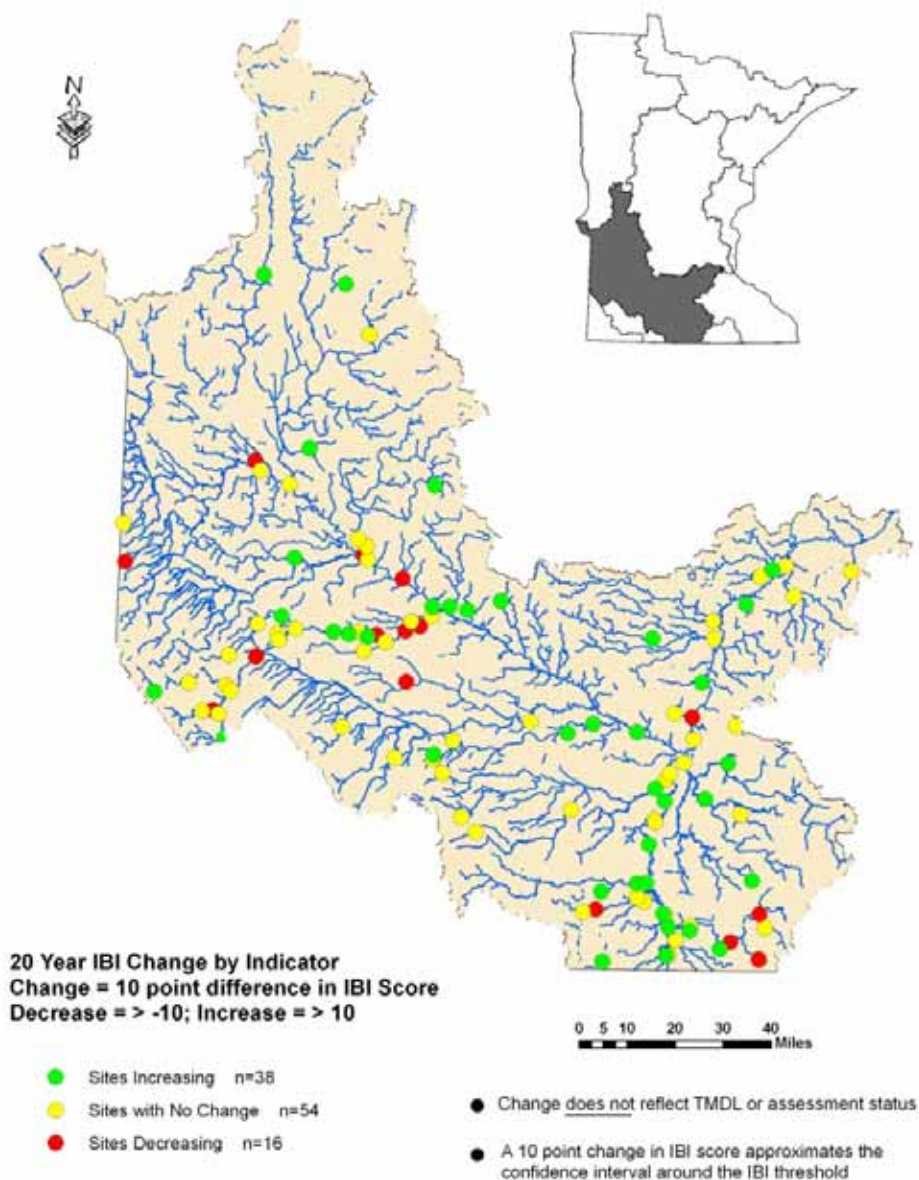 N
20 Year IBI Change by Indicator
Change = 10 point difference in IBI Score
Decrease = > -10; Increase = > 10
Sites Increasing n=38
Sites with No Change n=54
Sites Decreasing n=16
0 5 10 20 30 40
Miles
Change does not reflect TMDL or assessment status
A 10 point change in IBI score approximates the
confidence interval around the IBI threshold